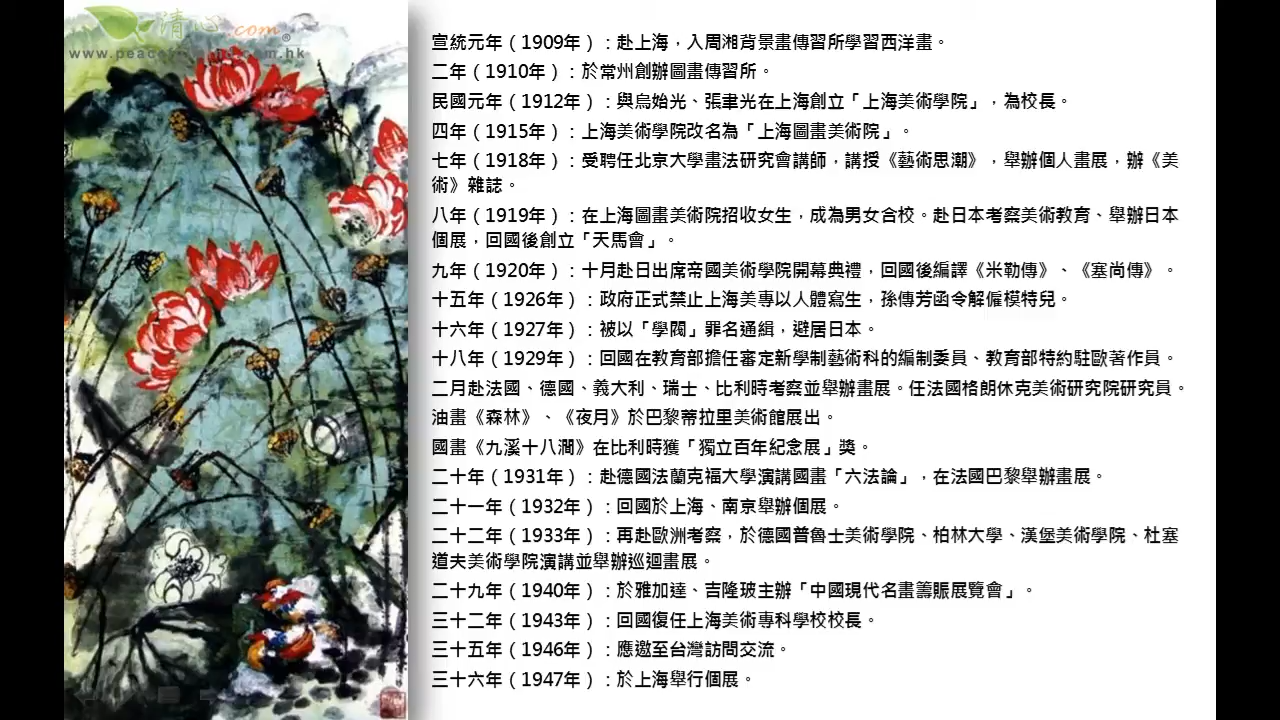 清心.com®
www.peacefulmind.com.hk
宣統元年（1909年）：赴上海，入周湘背景畫傳習所學習西洋畫。
二年（1910年）：於常州創辦圖畫傳習所。
民國元年（1912年）：與烏始光、張聿光在上海創立「上海美術學院」，為校長。
四年（1915年）：上海美術學院改名為「上海圖畫美術院」。
七年（1918年）：受聘任北京大學畫法研究會講師，講授《藝術思潮》，舉辦個人畫展，辦《美
術》雜誌。
八年（1919年）：在上海圖畫美術院招收女生，成為男女合校。赴日本考察美術教育、舉辦日本
個展，回國後創立「天馬會」。
九年（1920年）：十月赴日出席帝國美術學院開幕典禮，回國後編譯《米勒傳》、《塞尚傳》。
十五年（1926年）：政府正式禁止上海美專以人體寫生，孫傳芳函令解僱模特兒。
十六年（1927年）：被以「學閥」罪名通緝，避居日本。
十八年（1929年）：回國在教育部擔任審定新學制藝術科的編制委員、教育部特約駐歐著作員。
二月赴法國、德國、義大利、瑞士、比利時考察並舉辦畫展。任法國格朗休克美術研究院研究員。
油畫《森林》、《夜月》於巴黎蒂拉里美術館展出。
國畫《九溪十八澗》在比利時獲「獨立百年紀念展」獎。
二十年（1931年）：赴德國法蘭克福大學演講國畫「六法論」，在法國巴黎舉辦畫展。
二十一年（1932年）：回國於上海、南京舉辦個展。
二十二年（1933年）：再赴歐洲考察，於德國普魯士美術學院、柏林大學、漢堡美術學院、杜塞
道夫美術學院演講並舉辦巡迴畫展。
二十九年（1940年）：於雅加達、吉隆玻主辦「中國現代名畫籌賑展覽會」。
三十二年（1943年）：回國復任上海美術專科學校校長。
三十五年（1946年）：應邀至台灣訪問交流。
三十六年（1947年）：於上海舉行個展。